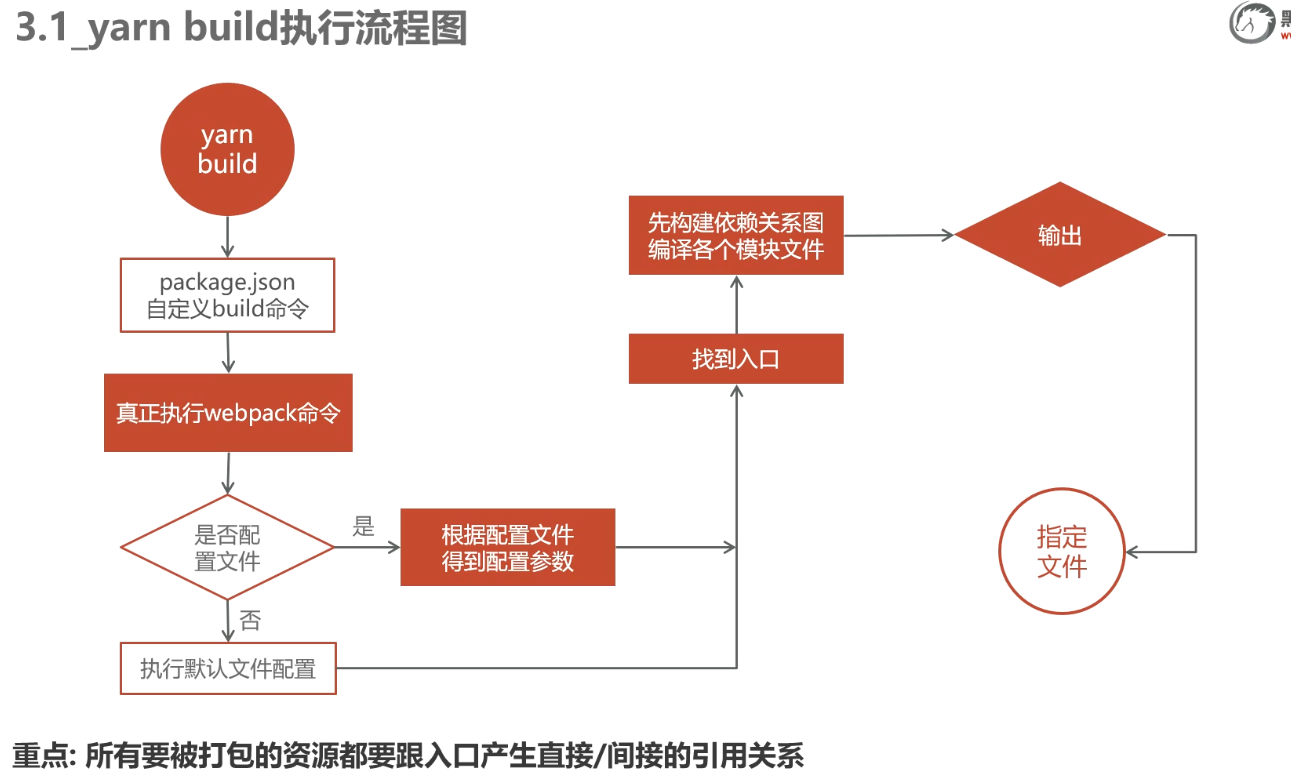 3.1_yarn build执行流程图
yarn
build
package.json
自定义build命令
真正执行webpack命令
是否配
置文件
是
否
根据配置文件
得到配置参数
执行默认文件配置
找到入口
先构建依赖关系图
编译各个模块文件
输出
指定
文件
重点: 所有要被打包的资源都要跟入口产生直接/间接的引用关系